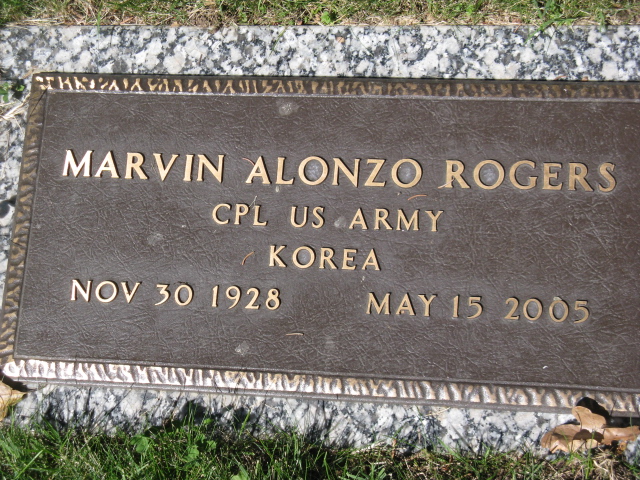 MARVIN ALONZO ROGERS
CPL US ARMY
KOREA
NOV 30 1928 MAY 15 2005